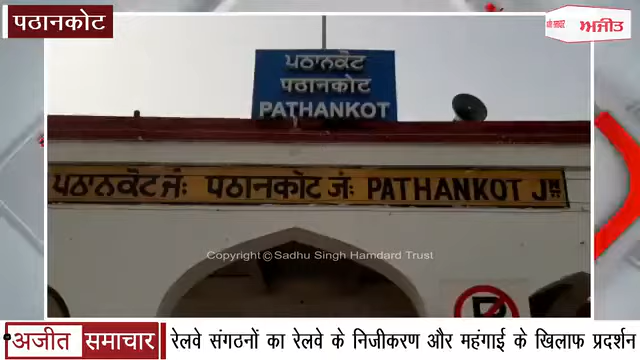 पठानकोट
ਅਜੀਤ
ਪਠਾਨਕੋਟ
पठानकोट
PATHANKOT
ਪਠਾਨਕੋਟ ਜੰ: पठानकोट जं: PATHANKOT JN
Copyright © Sadhu Singh Hamdard Trust
P
अजीत समाचार रेलवे संगठनों का रेलवे के निजीकरण और महंगाई के खिलाफ प्रदर्शन